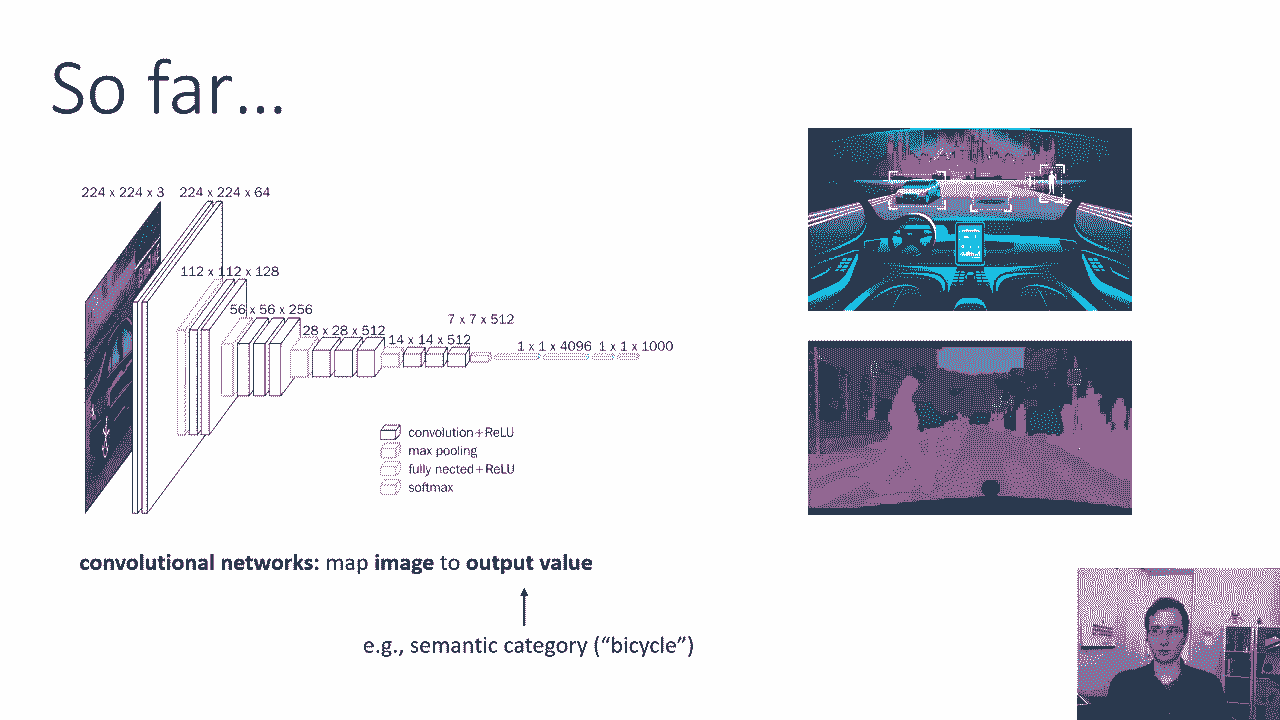 So far...
224 x 224 x 3
224 x 224 x 64
112 x 112 x 128
56 x 56 x 256
28 x 28 x 512
14 x 14 x 512
7 x 7 x 512
1 x 1 x 4096
1 x 1 x 1000
convolution+ReLU
max pooling
fully nected+ReLU
softmax
convolutional networks: map image to output value
e.g., semantic category (“bicycle”)